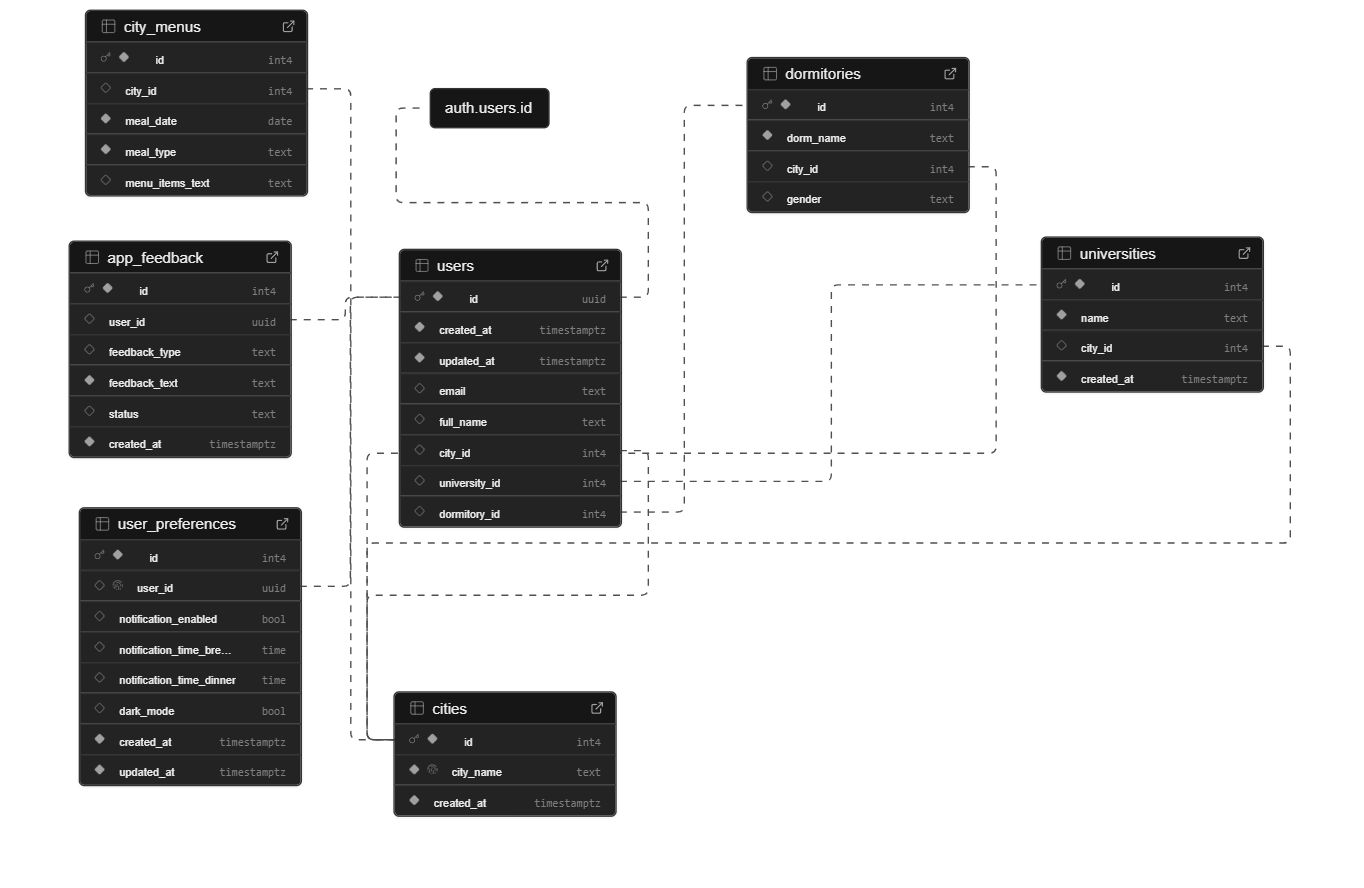 city_menus
id int4
city_id int4
meal_date date
meal_type text
menu_items_text text
auth.users.id
dormitories
id int4
dorm_name text
city_id int4
gender text
universities
id int4
name text
city_id int4
created_at timestamptz
app_feedback
id int4
user_id uuid
feedback_type text
feedback_text text
status text
created_at timestamptz
users
id uuid
created_at timestamptz
updated_at timestamptz
email text
full_name text
city_id int4
university_id int4
dormitory_id int4
user_preferences
id int4
user_id uuid
notification_enabled bool
notification_time_bre... time
notification_time_dinner time
dark_mode bool
created_at timestamptz
updated_at timestamptz
cities
id int4
city_name text
created_at timestamptz